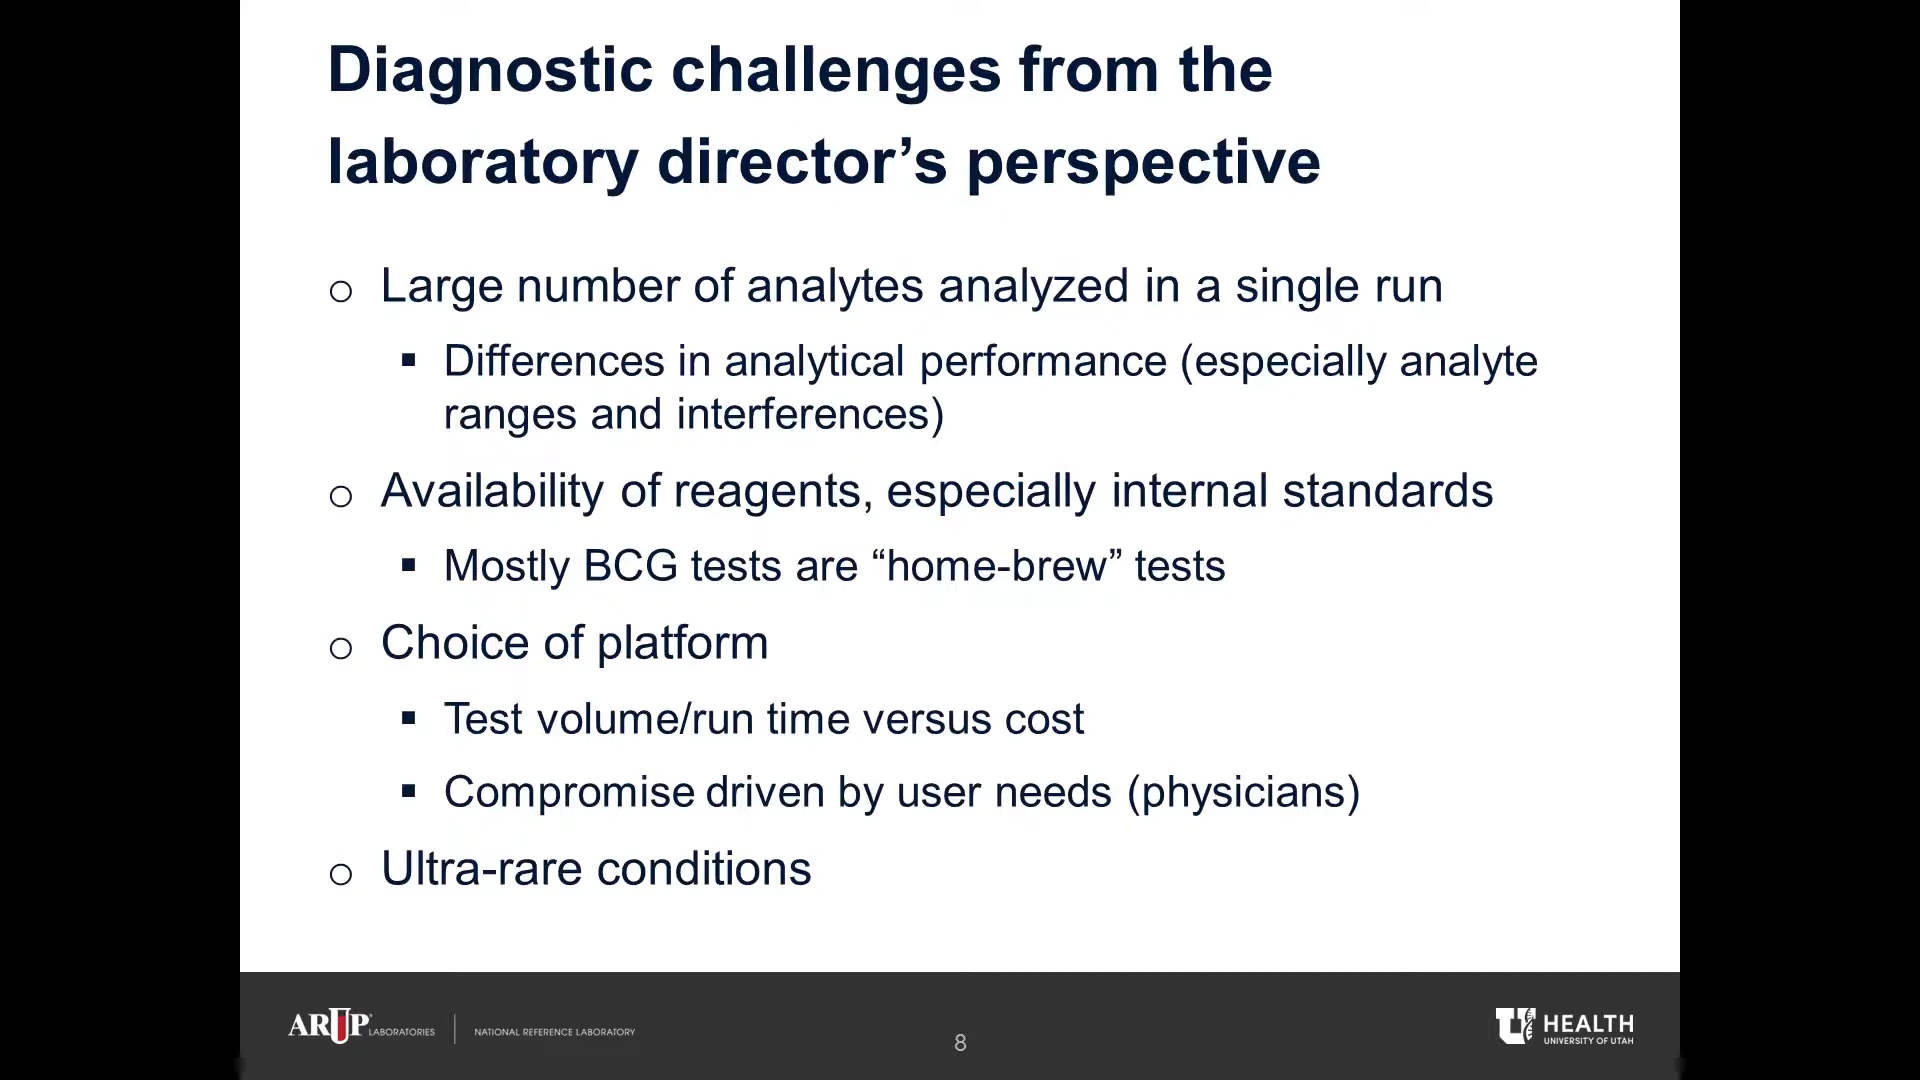 Diagnostic challenges from the
laboratory director’s perspective
o Large number of analytes analyzed in a single run
▪ Differences in analytical performance (especially analyte
ranges and interferences)
o Availability of reagents, especially internal standards
▪ Mostly BCG tests are “home-brew” tests
o Choice of platform
▪ Test volume/run time versus cost
▪ Compromise driven by user needs (physicians)
o Ultra-rare conditions
ARUP LABORATORIES | NATIONAL REFERENCE LABORATORY
8
U HEALTH
UNIVERSITY OF UTAH